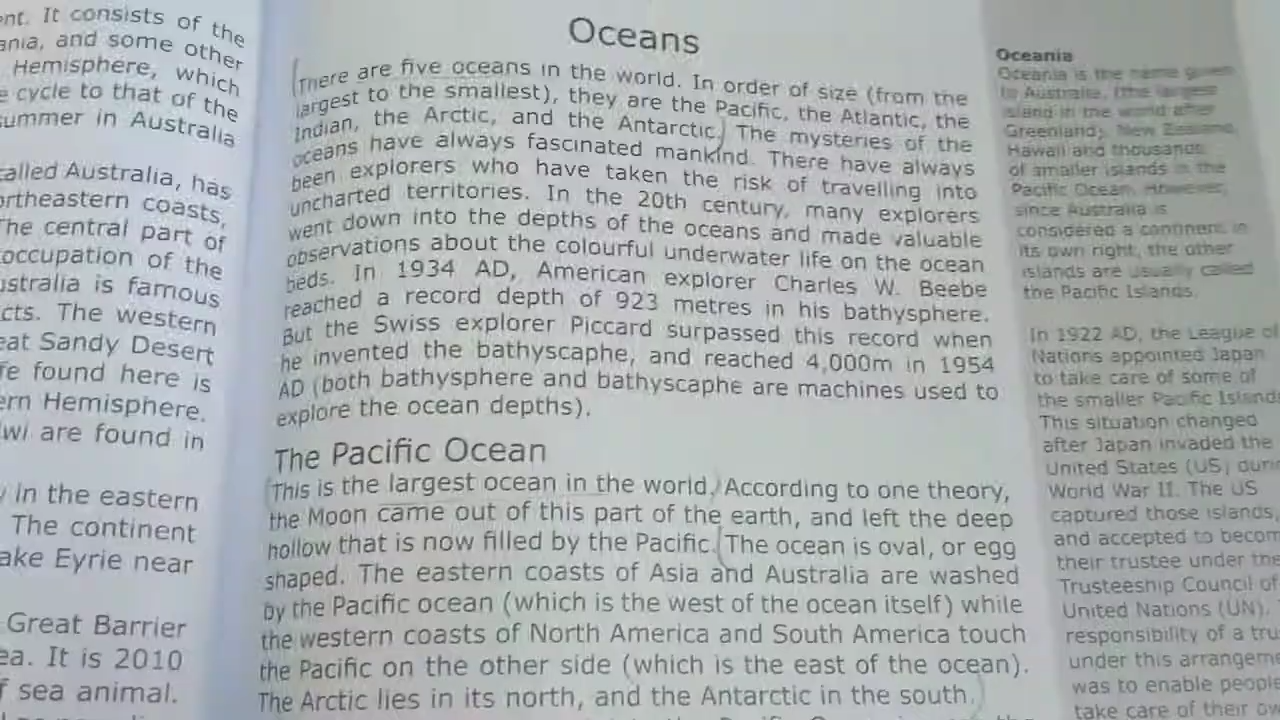 ent. It consists of the
ania, and some other
Hemisphere, which
e cycle to that of the
summer in Australia
called Australia, has
ortheastern coasts,
The central part of
occupation of the
ustralia is famous
cts. The western
eat Sandy Desert
fe found here is
ern Hemisphere.
wi are found in
in the eastern
The continent
ake Eyrie near
Great Barrier
ea. It is 2010
f sea animal.
Oceans
There are five oceans in the world. In order of size (from the
largest to the smallest), they are the Pacific, the Atlantic, the
Indian, the Arctic, and the Antarctic. The mysteries of the
oceans have always fascinated mankind. There have always
been explorers who have taken the risk of travelling into
uncharted territories. In the 20th century, many explorers
went down into the depths of the oceans and made valuable
observations about the colourful underwater life on the ocean
beds. In 1934 AD, American explorer Charles W. Beebe
reached a record depth of 923 metres in his bathysphere.
But the Swiss explorer Piccard surpassed this record when
he invented the bathyscaphe, and reached 4,000m in 1954
AD (both bathysphere and bathyscaphe are machines used to
explore the ocean depths).
The Pacific Ocean
This is the largest ocean in the world. According to one theory,
the Moon came out of this part of the earth, and left the deep
hollow that is now filled by the Pacific. The ocean is oval, or egg
shaped. The eastern coasts of Asia and Australia are washed
by the Pacific ocean (which is the west of the ocean itself) while
the western coasts of North America and South America touch
the Pacific on the other side (which is the east of the ocean).
The Arctic lies in its north, and the Antarctic in the south.
Oceania
Oceania is the name given
to Australia, (the largest
island in the world after
Greenland), New Zealand,
Hawaii and thousands
of smaller islands in the
Pacific Ocean. However,
since Australia is
considered a continent in
its own right, the other
islands are usually called
the Pacific Islands.
In 1922 AD, the League of
Nations appointed Japan
to take care of some of
the smaller Pacific Islands
This situation changed
after Japan invaded the
United States (US) durin
World War II. The US
captured those islands,
and accepted to becom
their trustee under the
Trusteeship Council of
United Nations (UN).
responsibility of a tru
under this arrangeme
was to enable people
take care of their ow